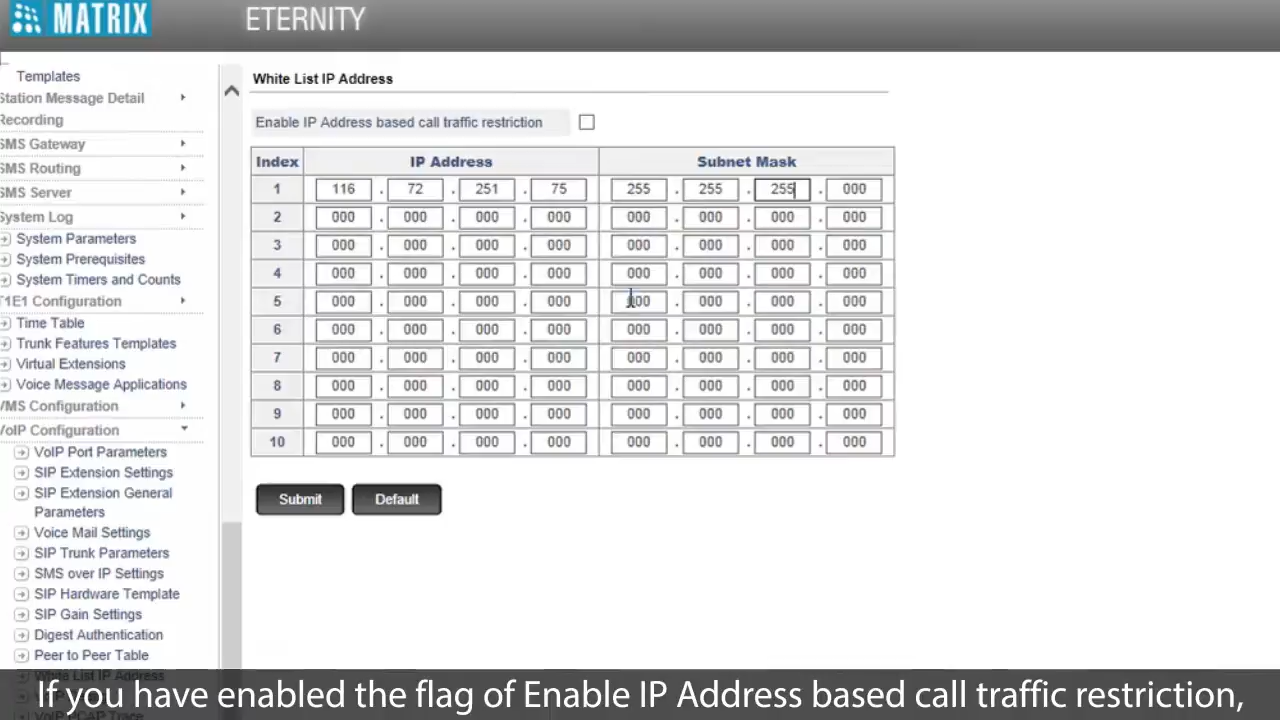 MATRIX
ETERNITY
Templates
Station Message Detail
Recording
SMS Gateway
SMS Routing
SMS Server
System Log
System Parameters
System Prerequisites
System Timers and Counts
T1E1 Configuration
Time Table
Trunk Features Templates
Virtual Extensions
Voice Message Applications
VMS Configuration
VoIP Configuration
VoIP Port Parameters
SIP Extension Settings
SIP Extension General
Parameters
Voice Mail Settings
SIP Trunk Parameters
SMS over IP Settings
SIP Hardware Template
SIP Gain Settings
Digest Authentication
Peer to Peer Table
White List IP Address
VoIP PCAP Trace
White List IP Address
Enable IP Address based call traffic restriction
Index IP Address Subnet Mask
1 116 . 72 . 251 . 75 255 . 255 . 255 . 000
2 000 . 000 . 000 . 000 000 . 000 . 000 . 000
3 000 . 000 . 000 . 000 000 . 000 . 000 . 000
4 000 . 000 . 000 . 000 000 . 000 . 000 . 000
5 000 . 000 . 000 . 000 000 . 000 . 000 . 000
6 000 . 000 . 000 . 000 000 . 000 . 000 . 000
7 000 . 000 . 000 . 000 000 . 000 . 000 . 000
8 000 . 000 . 000 . 000 000 . 000 . 000 . 000
9 000 . 000 . 000 . 000 000 . 000 . 000 . 000
10 000 . 000 . 000 . 000 000 . 000 . 000 . 000
Submit Default
If you have enabled the flag of Enable IP Address based call traffic restriction,